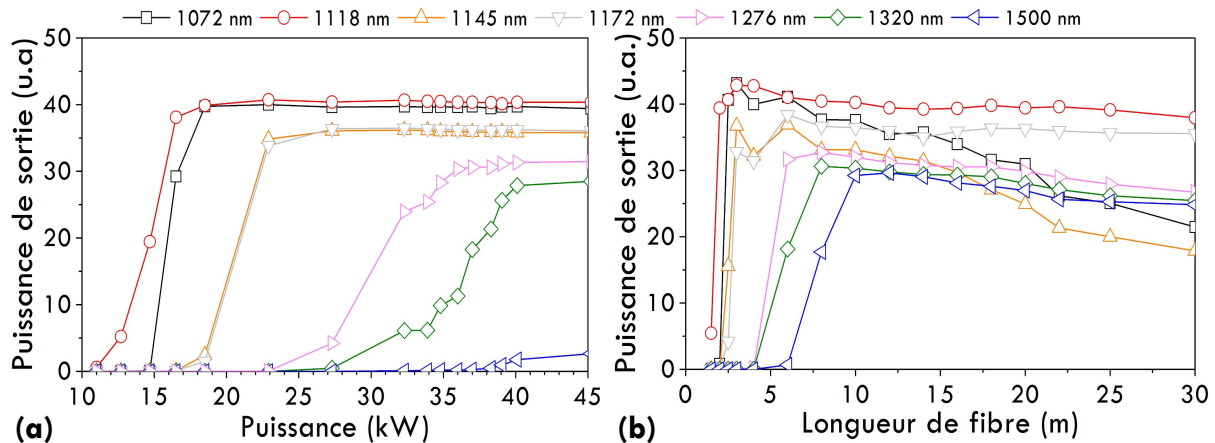 1072 nm 1118 nm 1145 nm 1172 nm 1276 nm 1320 nm 1500 nm
Puissance de sortie (u.a)
50
40
30
20
10
0
10 15 20 25 30 35 40 45
Puissance (kW)
(a)
Puissance de sortie (u.a.)
50
40
30
20
10
0
0 5 10 15 20 25 30
Longueur de fibre (m)
(b)